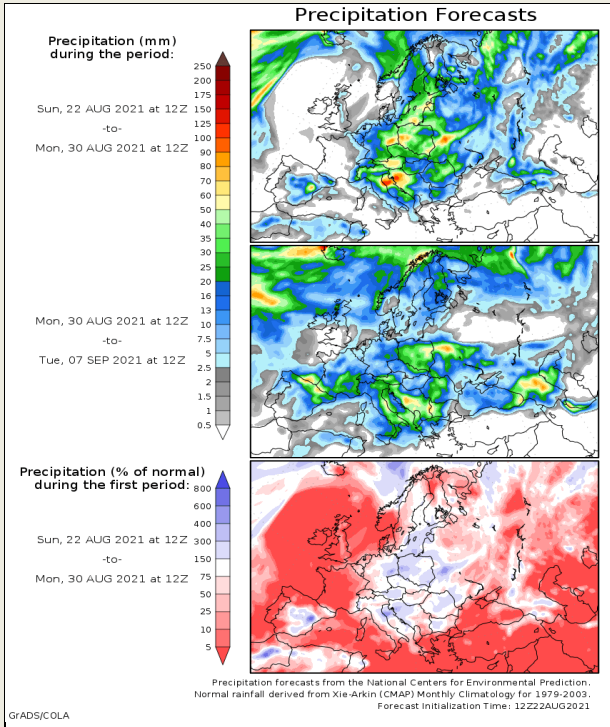 Precipitation Forecasts
Precipitation (mm)
during the period:
Sun, 22 AUG 2021 at 12Z
-to-
Mon, 30 AUG 2021 at 12Z
Mon, 30 AUG 2021 at 12Z
-to-
Tue, 07 SEP 2021 at 12Z
250
200
175
150
125
100
90
80
70
60
50
40
35
30
25
20
16
13
10
7.5
5
2.5
2
1.5
1
0.5
Precipitation (% of normal)
during the first period:
Sun, 22 AUG 2021 at 12Z
-to-
Mon, 30 AUG 2021 at 12Z
800
600
400
300
150
75
50
25
10
5
Precipitation forecasts from the National Centers for Environmental Prediction.
Normal rainfall derived from Xie-Arkin (CMAP) Monthly Climatology for 1979-2003.
Forecast Initialization Time: 12Z22AUG2021
GrADS/COLA